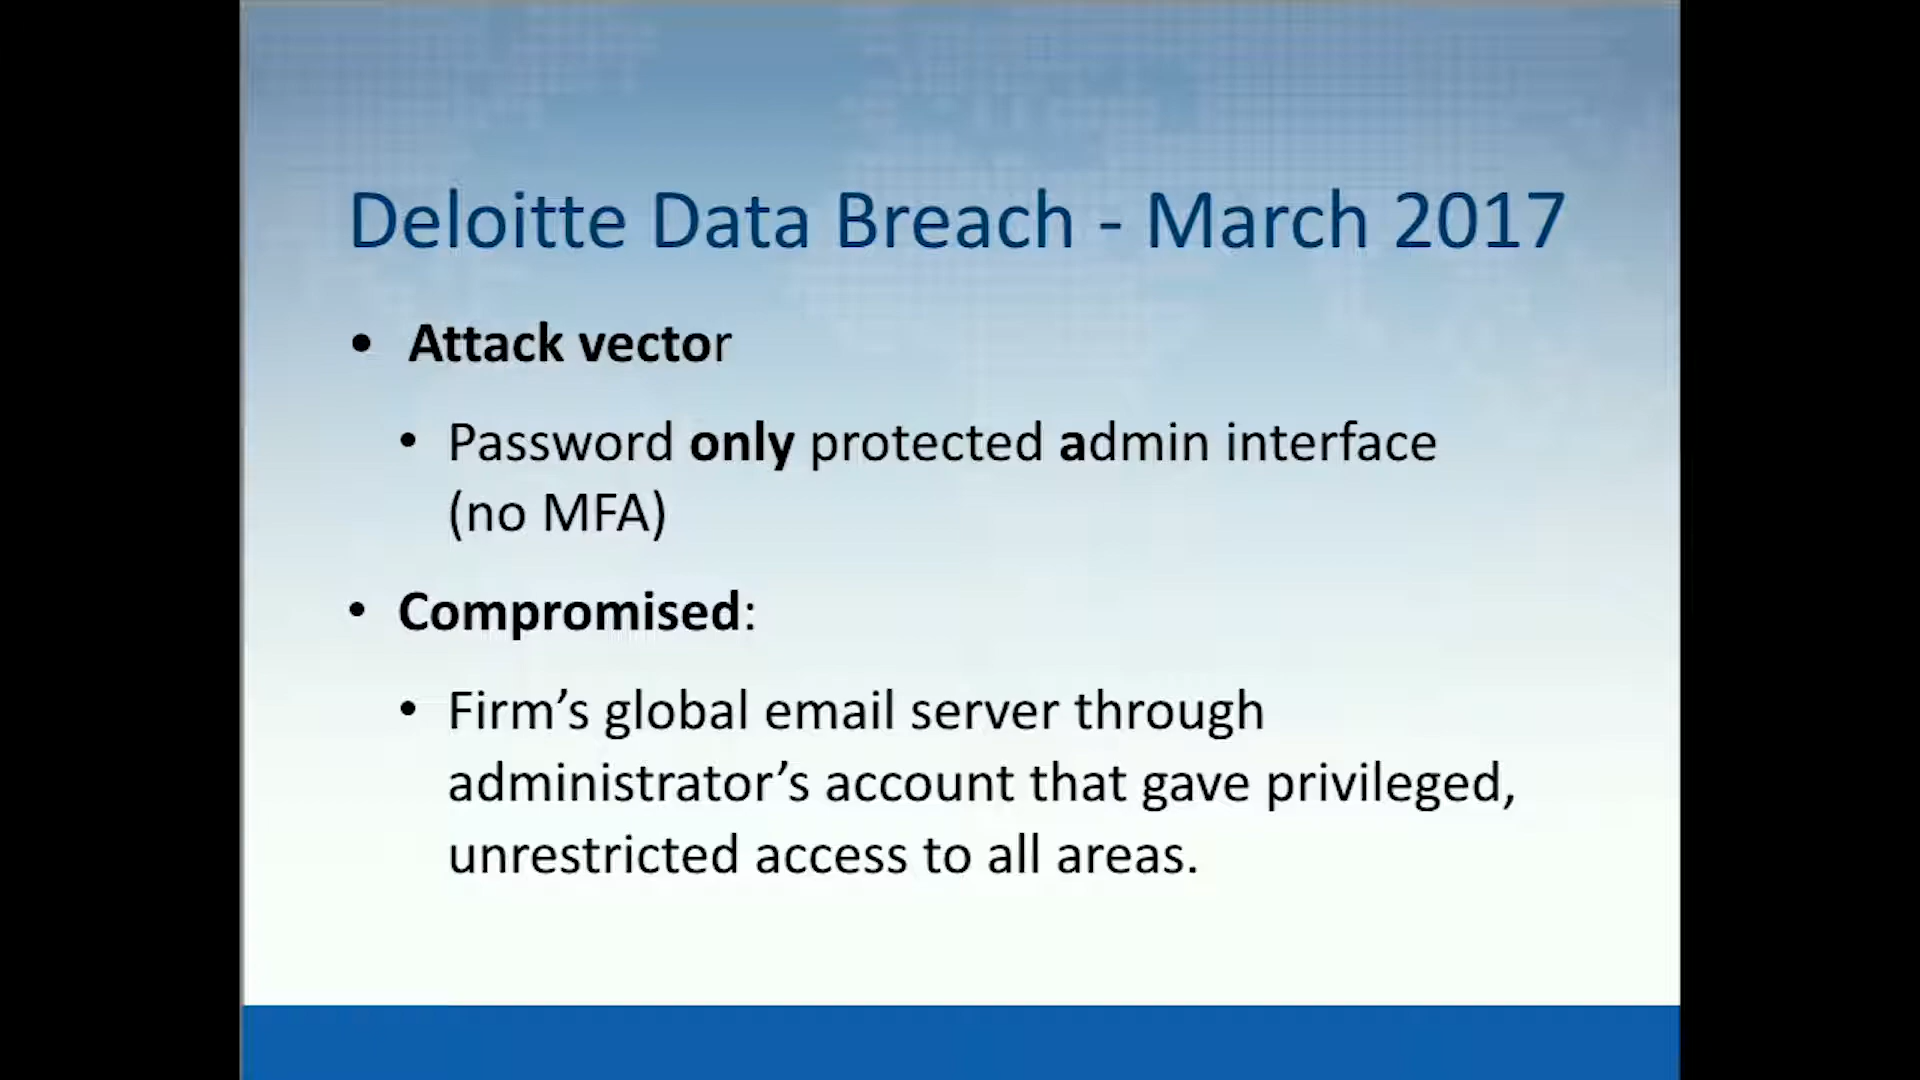 Deloitte Data Breach - March 2017
• Attack vector
• Password only protected admin interface
(no MFA)
• Compromised:
• Firm’s global email server through
administrator’s account that gave privileged,
unrestricted access to all areas.